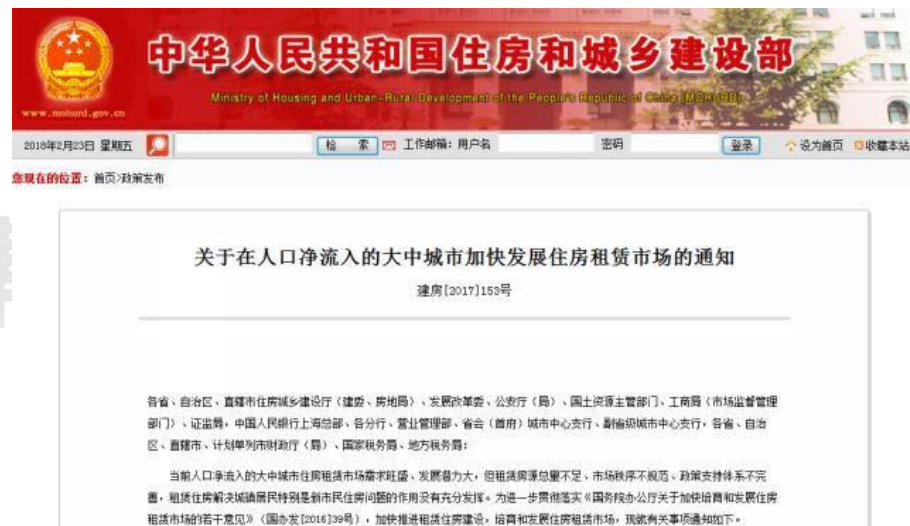 中华人民共和国住房和城乡建设部
Ministry of Housing and Urban-Rural Development of the People's Republic of China (MOHURD)
www.mohurd.gov.cn
2018年2月23日 星期五 检 索 工作邮箱：用户名 密码 登录 设为首页 收藏本站
您现在的位置：首页>政策发布
关于在人口净流入的大中城市加快发展住房租赁市场的通知
建房[2017]153号
各省、自治区、直辖市住房城乡建设厅（建委、房地局）、发展改革委、公安厅（局）、国土资源主管部门、工商局（市场监督管理
部门）、证监局，中国人民银行上海总部、各分行、营业管理部、省会（首府）城市中心支行、副省级城市中心支行，各省、自治
区、直辖市、计划单列市财政厅（局）、国家税务局、地方税务局：
当前人口净流入的大中城市住房租赁市场需求旺盛、发展潜力大，但租赁房源总量不足、市场秩序不规范、政策支持体系不完
善，租赁住房解决城镇居民特别是新市民住房问题的作用没有充分发挥。为进一步贯彻落实《国务院办公厅关于加快培育和发展住房
租赁市场的若干意见》（国办发[2016]39号），加快推进租赁住房建设，培育和发展住房租赁市场，现就有关事项通知如下。